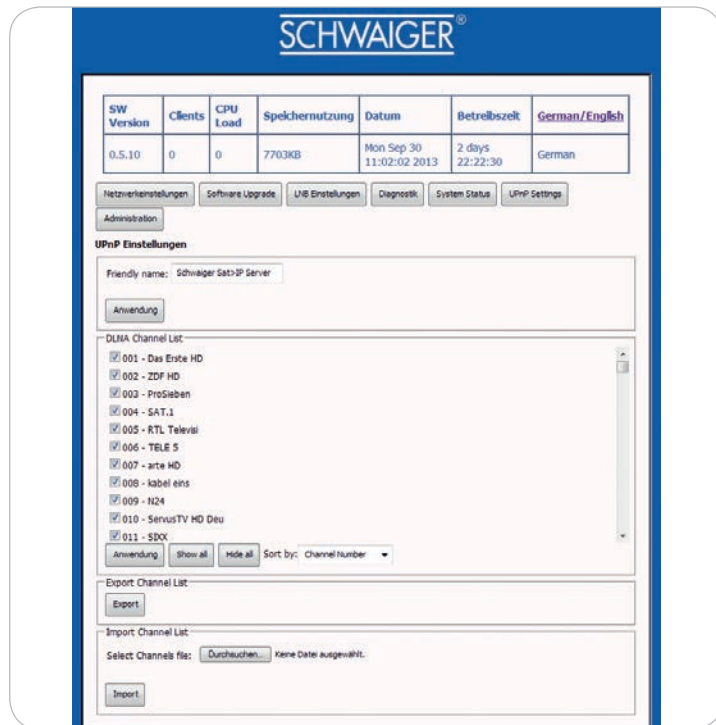 SCHWAIGER®
SW Version Clients CPU Load Speichernutzung Datum Betreibszeit German/English
0.5.10 0 0 7703KB Mon Sep 30 11:02:02 2013 2 days 22:22:30 German
Netzwerkeinstellungen Software Upgrade LNB Einstellungen Diagnostik System Status UPnP Settings
Administration
UPnP Einstellungen
Friendly name: Schwaiger Sat>IP Server
Anwendung
DLNA Channel List
001 - Das Erste HD
002 - ZDF HD
003 - ProSieben
004 - SAT.1
005 - RTL Televisi
006 - TELE 5
007 - arte HD
008 - kabel eins
009 - N24
010 - ServusTV HD Deu
011 - SIXX
Anwendung Show all Hide all Sort by: Channel Number
Export Channel List
Export
Import Channel List
Select Channels file: Durchsuchen... Keine Datei ausgewählt.
Import